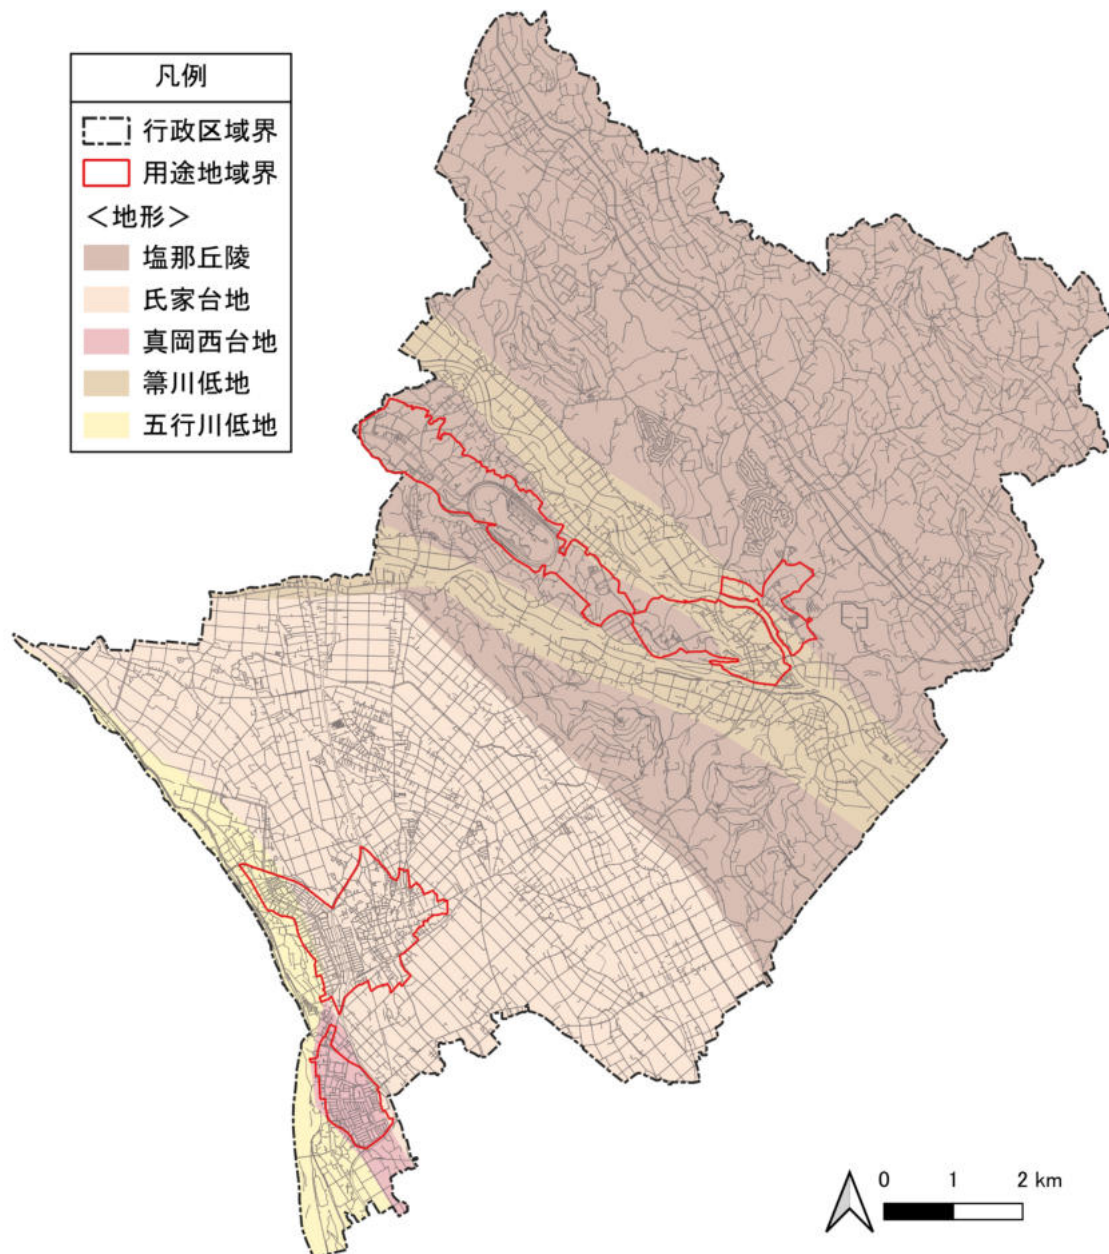 凡例
行政区域界
用途地域界
＜地形＞
塩那丘陵
氏家台地
真岡西台地
箒川低地
五行川低地
0 1 2 km